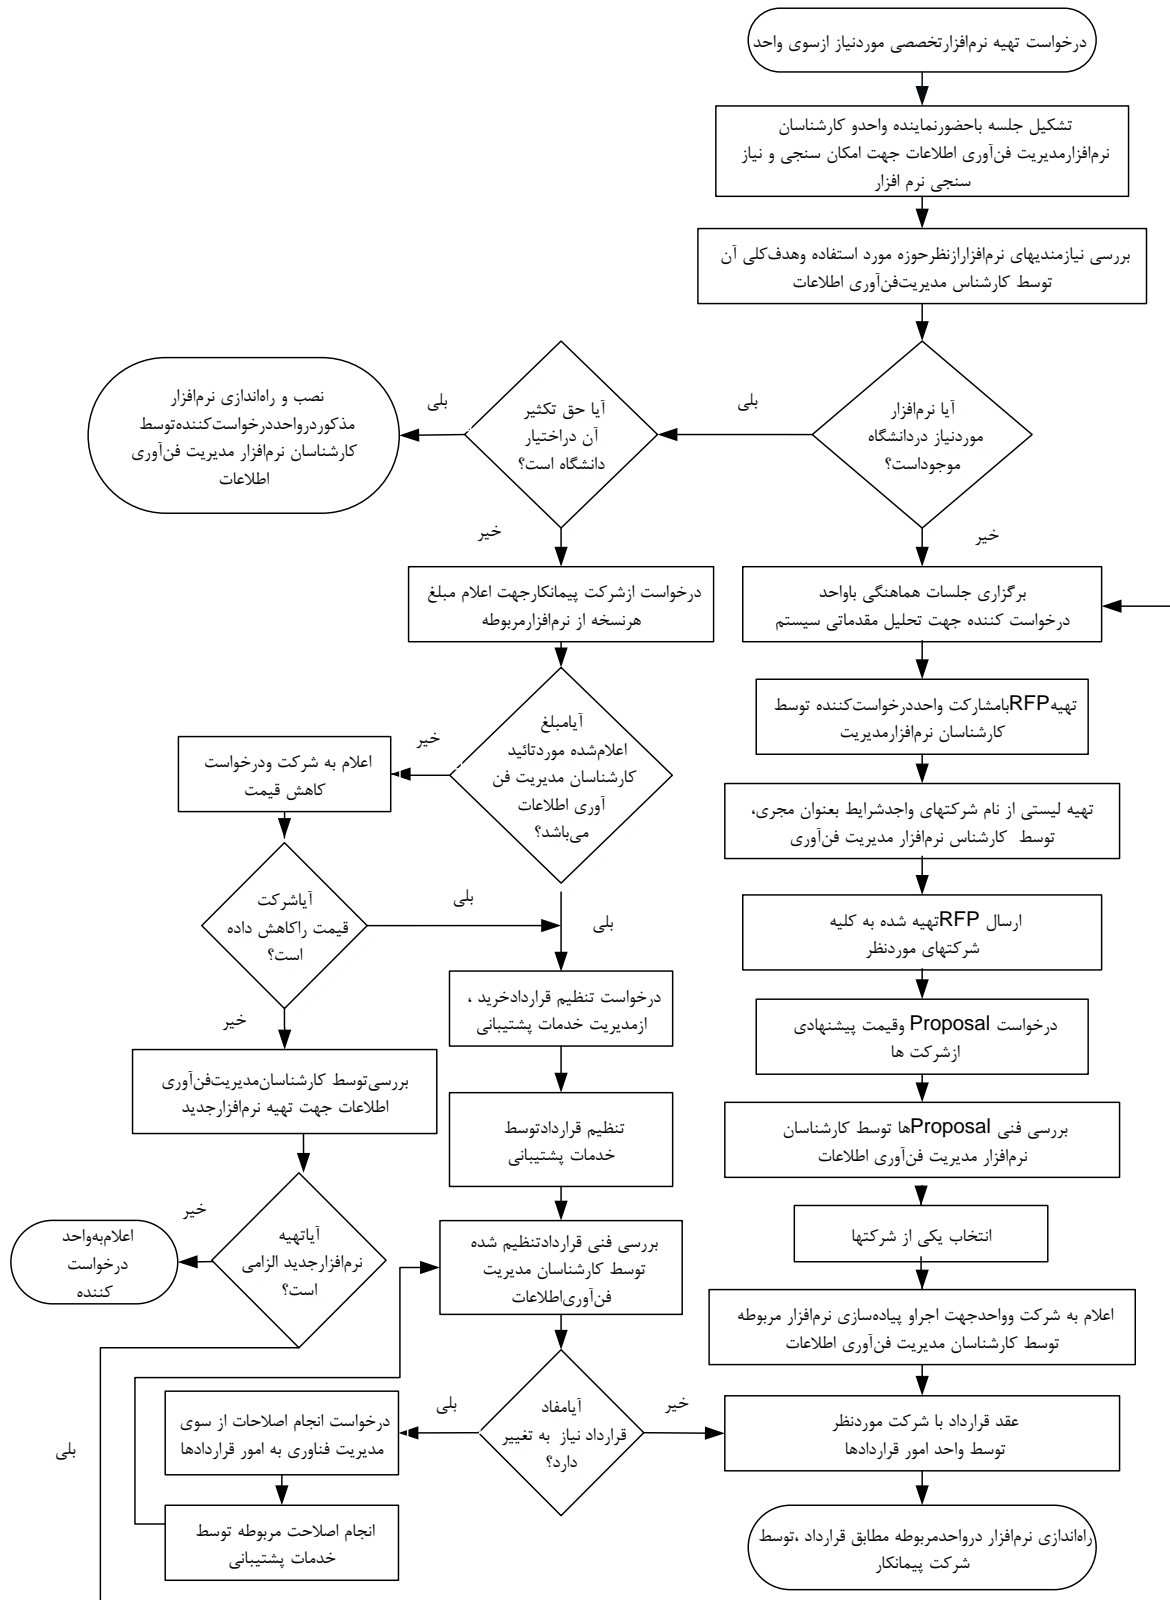 درخواست تهیه نرم‌افزارتخصصی موردنیاز ازسوی واحد
تشکیل جلسه باحضورنماینده واحدو کارشناسان
نرم‌افزارمدیریت فن‌آوری اطلاعات جهت امکان سنجی و نیاز
سنجی نرم افزار
بررسی نیازمندیهای نرم‌افزارازنظرحوزه مورد استفاده وهدف‌کلی آن
توسط کارشناس مدیریت‌فن‌آوری اطلاعات
آیا نرم‌افزار
موردنیاز دردانشگاه
موجوداست؟
بلی
آیا حق تکثیر
آن دراختیار
دانشگاه است؟
بلی
نصب و راه‌اندازی نرم‌افزار
مذکوردرواحددرخواست‌کننده‌توسط
کارشناسان نرم‌افزار مدیریت فن‌آوری
اطلاعات
خیر
خیر
برگزاری جلسات هماهنگی باواحد
درخواست کننده جهت تحلیل مقدماتی سیستم
درخواست ازشرکت پیمانکارجهت اعلام مبلغ
هرنسخه از نرم‌افزارمربوطه
تهیهRFPبامشارکت واحددرخواست‌کننده توسط
کارشناسان نرم‌افزارمدیریت
آیامبلغ
اعلام‌شده موردتائید
کارشناسان مدیریت فن
آوری اطلاعات
می‌باشد؟
خیر
اعلام به شرکت ودرخواست
کاهش قیمت
تهیه لیستی از نام شرکتهای واجدشرایط بعنوان مجری،
توسط کارشناس نرم‌افزار مدیریت فن‌آوری
آیاشرکت
قیمت راکاهش داده
است؟
بلی
بلی
ارسال RFPتهیه شده به کلیه
شرکتهای موردنظر
درخواست تنظیم قراردادخرید ،
ازمدیریت خدمات پشتیبانی
خیر
درخواست Proposal وقیمت پیشنهادی
ازشرکت ها
بررسی‌توسط کارشناسان‌مدیریت‌فن‌آوری
اطلاعات جهت تهیه نرم‌افزارجدید
تنظیم قراردادتوسط
خدمات پشتیبانی
بررسی فنی Proposalها توسط کارشناسان
نرم‌افزار مدیریت فن‌آوری اطلاعات
خیر
آیاتهیه
نرم‌افزارجدید الزامی
است؟
اعلام‌به‌واحد
درخواست
کننده
بررسی فنی قراردادتنظیم شده
توسط کارشناسان مدیریت
فن‌آوری‌اطلاعات
انتخاب یکی از شرکتها
اعلام به شرکت وواحدجهت اجراو پیاده‌سازی نرم‌افزار مربوطه
توسط کارشناسان مدیریت فن‌آوری اطلاعات
آیامفاد
قرارداد نیاز به تغییر
دارد؟
خیر
بلی
عقد قرارداد با شرکت موردنظر
توسط واحد امور قراردادها
درخواست انجام اصلاحات از سوی
مدیریت فناوری به امور قراردادها
بلی
انجام اصلاحت مربوطه توسط
خدمات پشتیبانی
راه‌اندازی نرم‌افزار درواحدمربوطه مطابق قرارداد ،توسط
شرکت پیمانکار